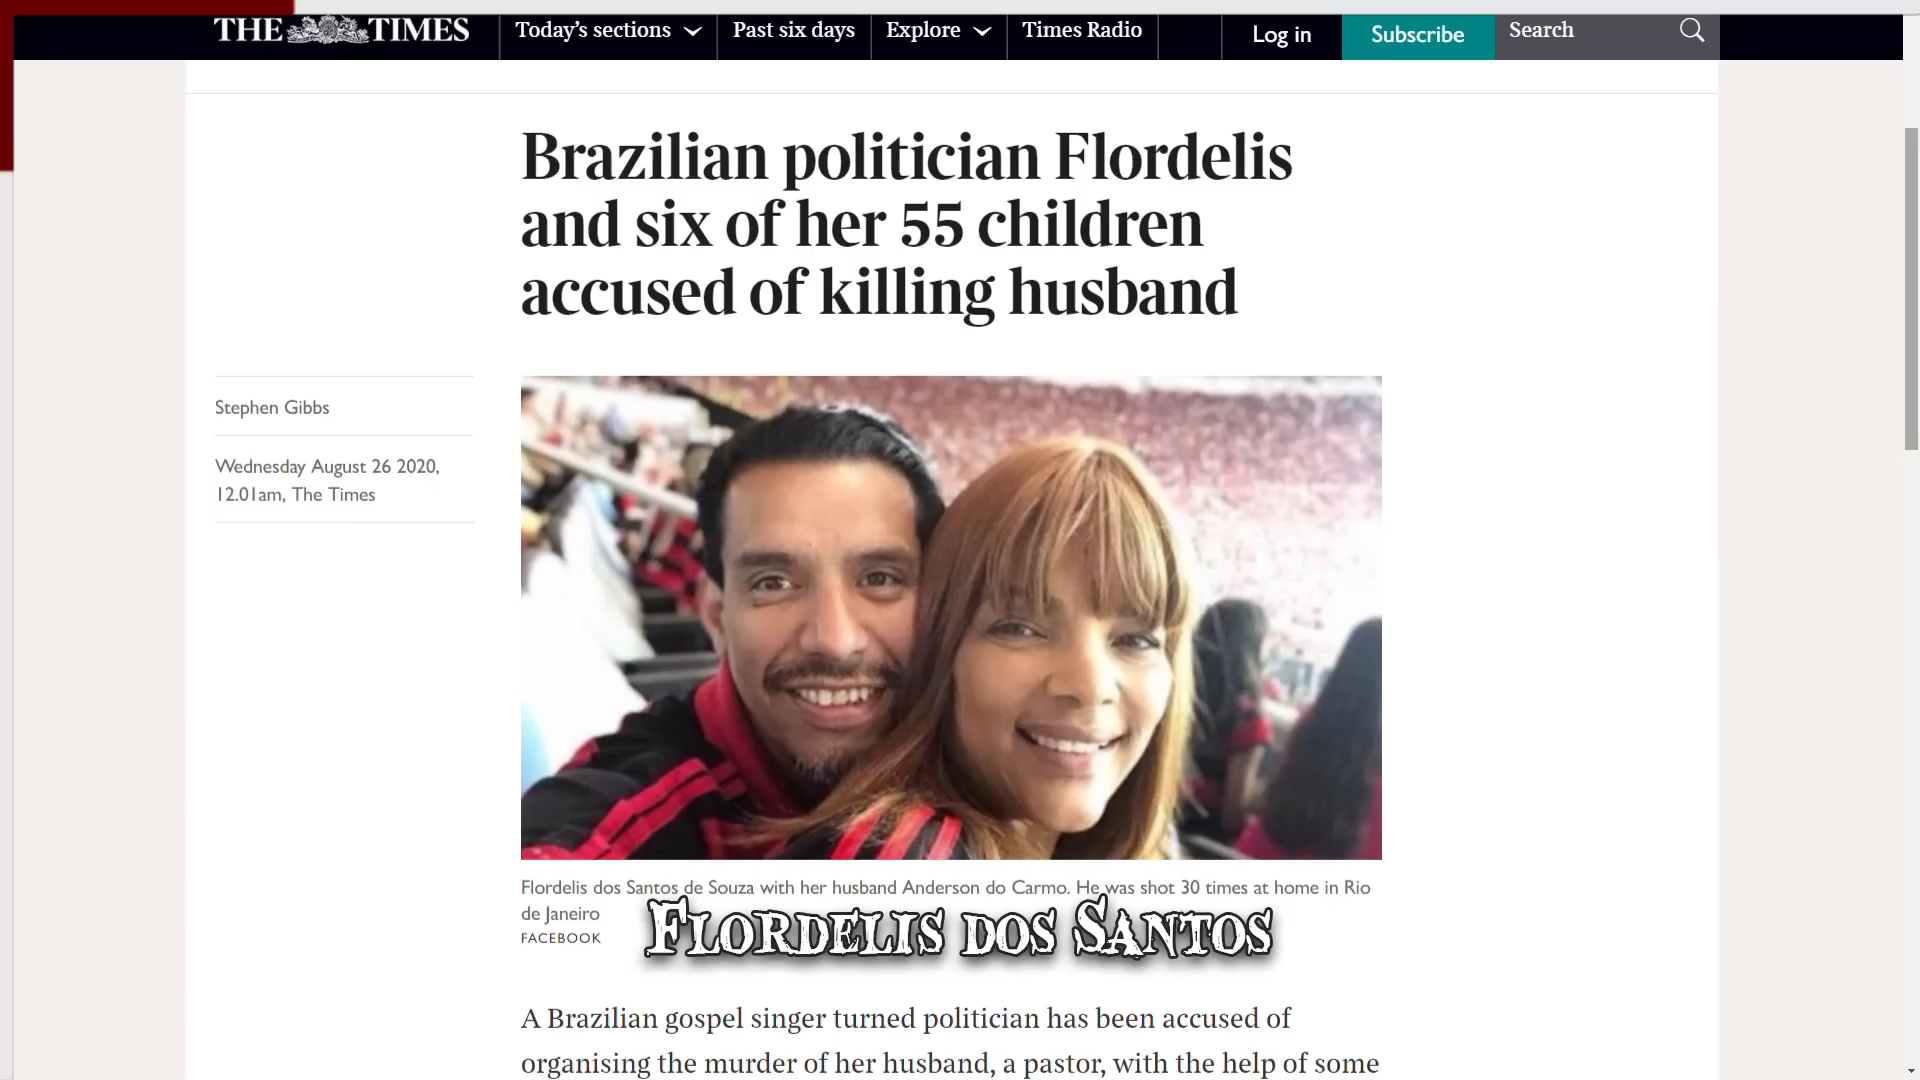 THE TIMES
Today's sections
Past six days
Explore
Times Radio
Log in
Subscribe
Search
Brazilian politician Flordelis
and six of her 55 children
accused of killing husband
Stephen Gibbs
Wednesday August 26 2020,
12.01am, The Times
Flordelis dos Santos de Souza with her husband Anderson do Carmo. He was shot 30 times at home in Rio
de Janeiro
FACEBOOK
Flordelis dos Santos
A Brazilian gospel singer turned politician has been accused of
organising the murder of her husband, a pastor, with the help of some